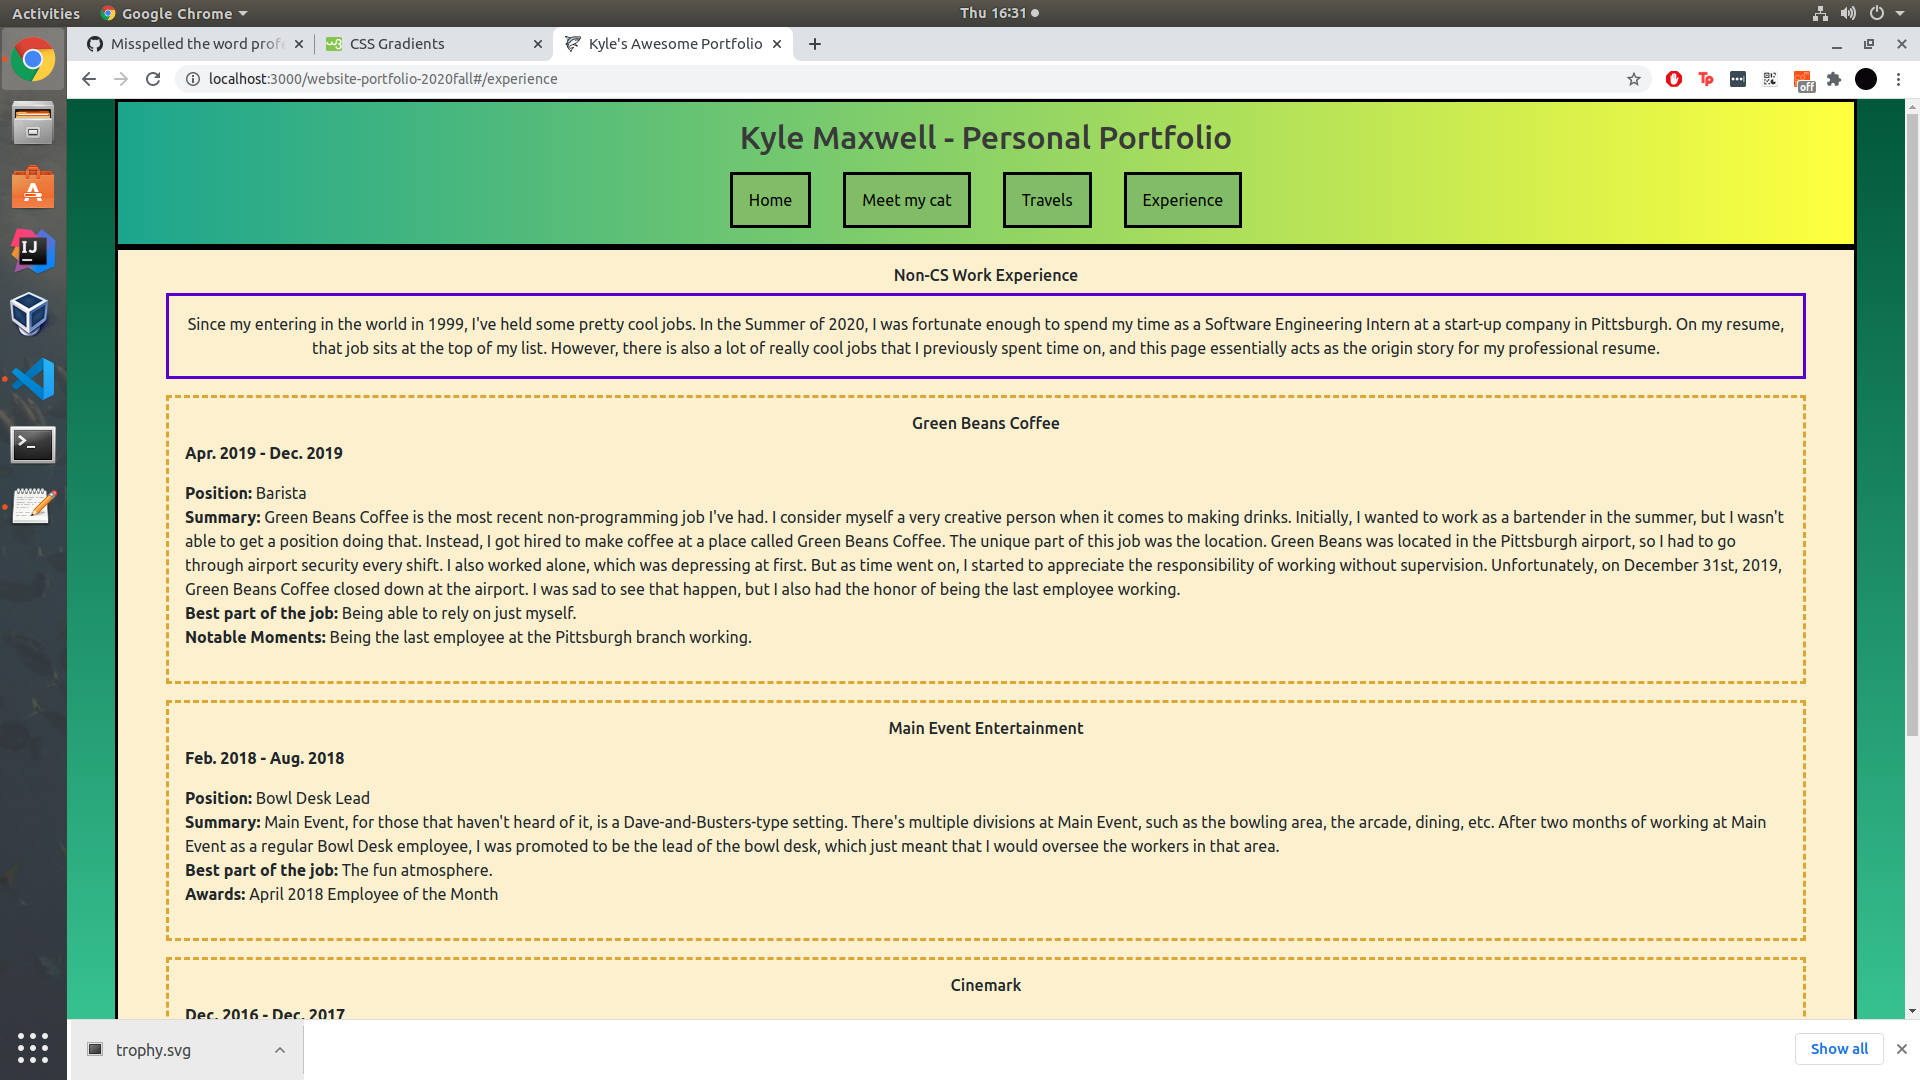 Activities
Google Chrome
Thu 16:31
Misspelled the word prof
CSS Gradients
Kyle's Awesome Portfolio
localhost:3000/website-portfolio-2020fall#/experience
off
Kyle Maxwell - Personal Portfolio
Home
Meet my cat
Travels
Experience
Non-CS Work Experience
Since my entering in the world in 1999, I've held some pretty cool jobs. In the Summer of 2020, I was fortunate enough to spend my time as a Software Engineering Intern at a start-up company in Pittsburgh. On my resume,
that job sits at the top of my list. However, there is also a lot of really cool jobs that I previously spent time on, and this page essentially acts as the origin story for my professional resume.
Green Beans Coffee
Apr. 2019 - Dec. 2019
Position: Barista
Summary: Green Beans Coffee is the most recent non-programming job I've had. I consider myself a very creative person when it comes to making drinks. Initially, I wanted to work as a bartender in the summer, but I wasn't
able to get a position doing that. Instead, I got hired to make coffee at a place called Green Beans Coffee. The unique part of this job was the location. Green Beans was located in the Pittsburgh airport, so I had to go
through airport security every shift. I also worked alone, which was depressing at first. But as time went on, I started to appreciate the responsibility of working without supervision. Unfortunately, on December 31st, 2019,
Green Beans Coffee closed down at the airport. I was sad to see that happen, but I also had the honor of being the last employee working.
Best part of the job: Being able to rely on just myself.
Notable Moments: Being the last employee at the Pittsburgh branch working.
Main Event Entertainment
Feb. 2018 - Aug. 2018
Position: Bowl Desk Lead
Summary: Main Event, for those that haven't heard of it, is a Dave-and-Busters-type setting. There's multiple divisions at Main Event, such as the bowling area, the arcade, dining, etc. After two months of working at Main
Event as a regular Bowl Desk employee, I was promoted to be the lead of the bowl desk, which just meant that I would oversee the workers in that area.
Best part of the job: The fun atmosphere.
Awards: April 2018 Employee of the Month
Cinemark
Dec. 2016 - Dec. 2017
trophy.svg
Show all